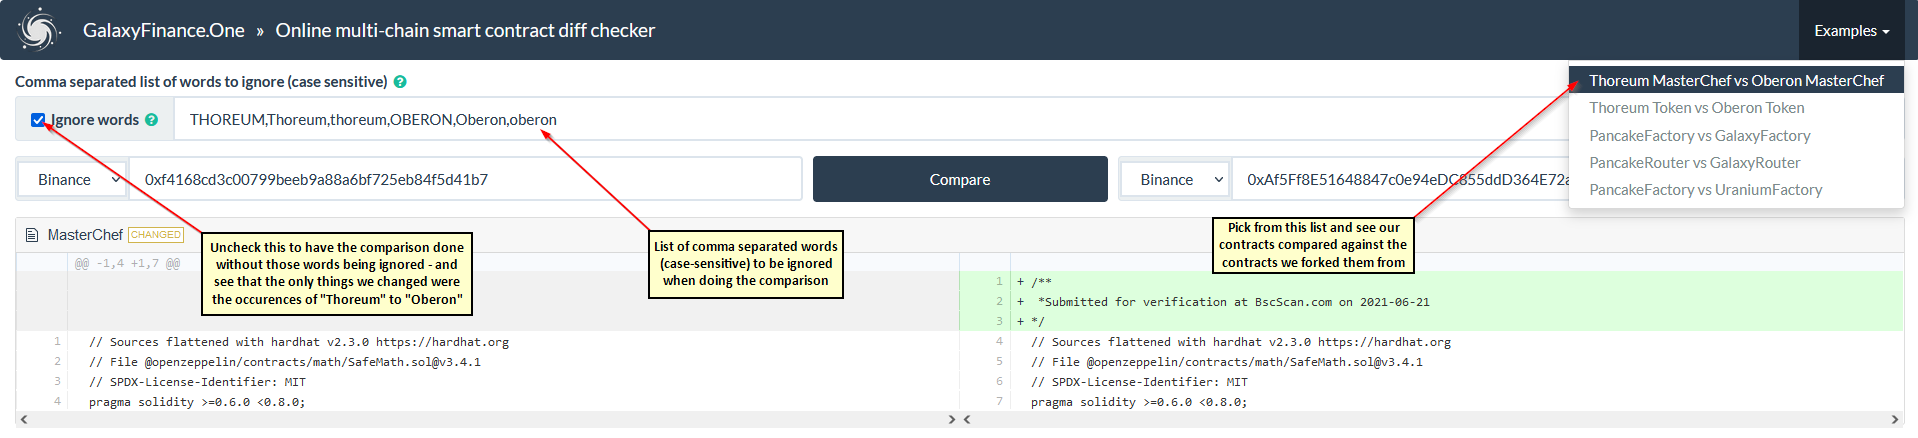 GalaxyFinance.One » Online multi-chain smart contract diff checker
Examples
Comma separated list of words to ignore (case sensitive)
Thoreum MasterChef vs Oberon MasterChef
Thoreum Token vs Oberon Token
PancakeFactory vs GalaxyFactory
PancakeRouter vs GalaxyRouter
PancakeFactory vs UraniumFactory
Ignore words
THOREUM,Thoreum,thoreum,OBERON,Oberon,oberon
Binance
0xf4168cd3c00799beeb9a88a6bf725eb84f5d41b7
Compare
Binance
0xAf5Ff8E51648847c0e94eDC855ddD364E72a
MasterChef CHANGED
Uncheck this to have the comparison done
without those words being ignored - and
see that the only things we changed were
the occurences of "Thoreum" to "Oberon"
List of comma separated words
(case-sensitive) to be ignored
when doing the comparison
Pick from this list and see our
contracts compared against the
contracts we forked them from
@@ -1,4 +1,7 @@
1 // Sources flattened with hardhat v2.3.0 https://hardhat.org
2 // File @openzeppelin/contracts/math/SafeMath.sol@v3.4.1
3 // SPDX-License-Identifier: MIT
4 pragma solidity >=0.6.0 <0.8.0;
1 + /**
2 + *Submitted for verification at BscScan.com on 2021-06-21
3 + */
4 // Sources flattened with hardhat v2.3.0 https://hardhat.org
5 // File @openzeppelin/contracts/math/SafeMath.sol@v3.4.1
6 // SPDX-License-Identifier: MIT
7 pragma solidity >=0.6.0 <0.8.0;